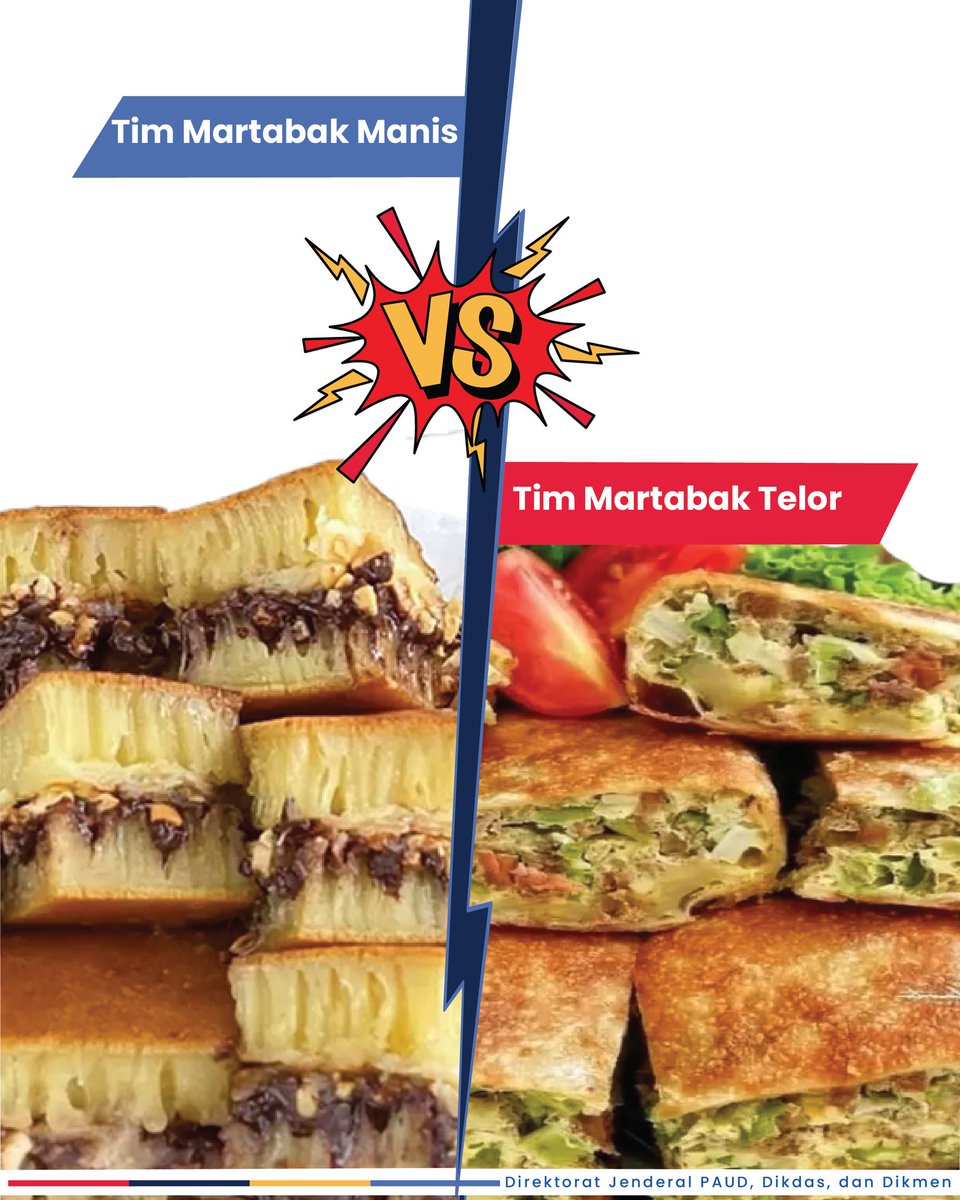 Tim Martabak Manis
VS
Tim Martabak Telor
Direktorat Jenderal PAUD, Dikdas, dan Dikmen